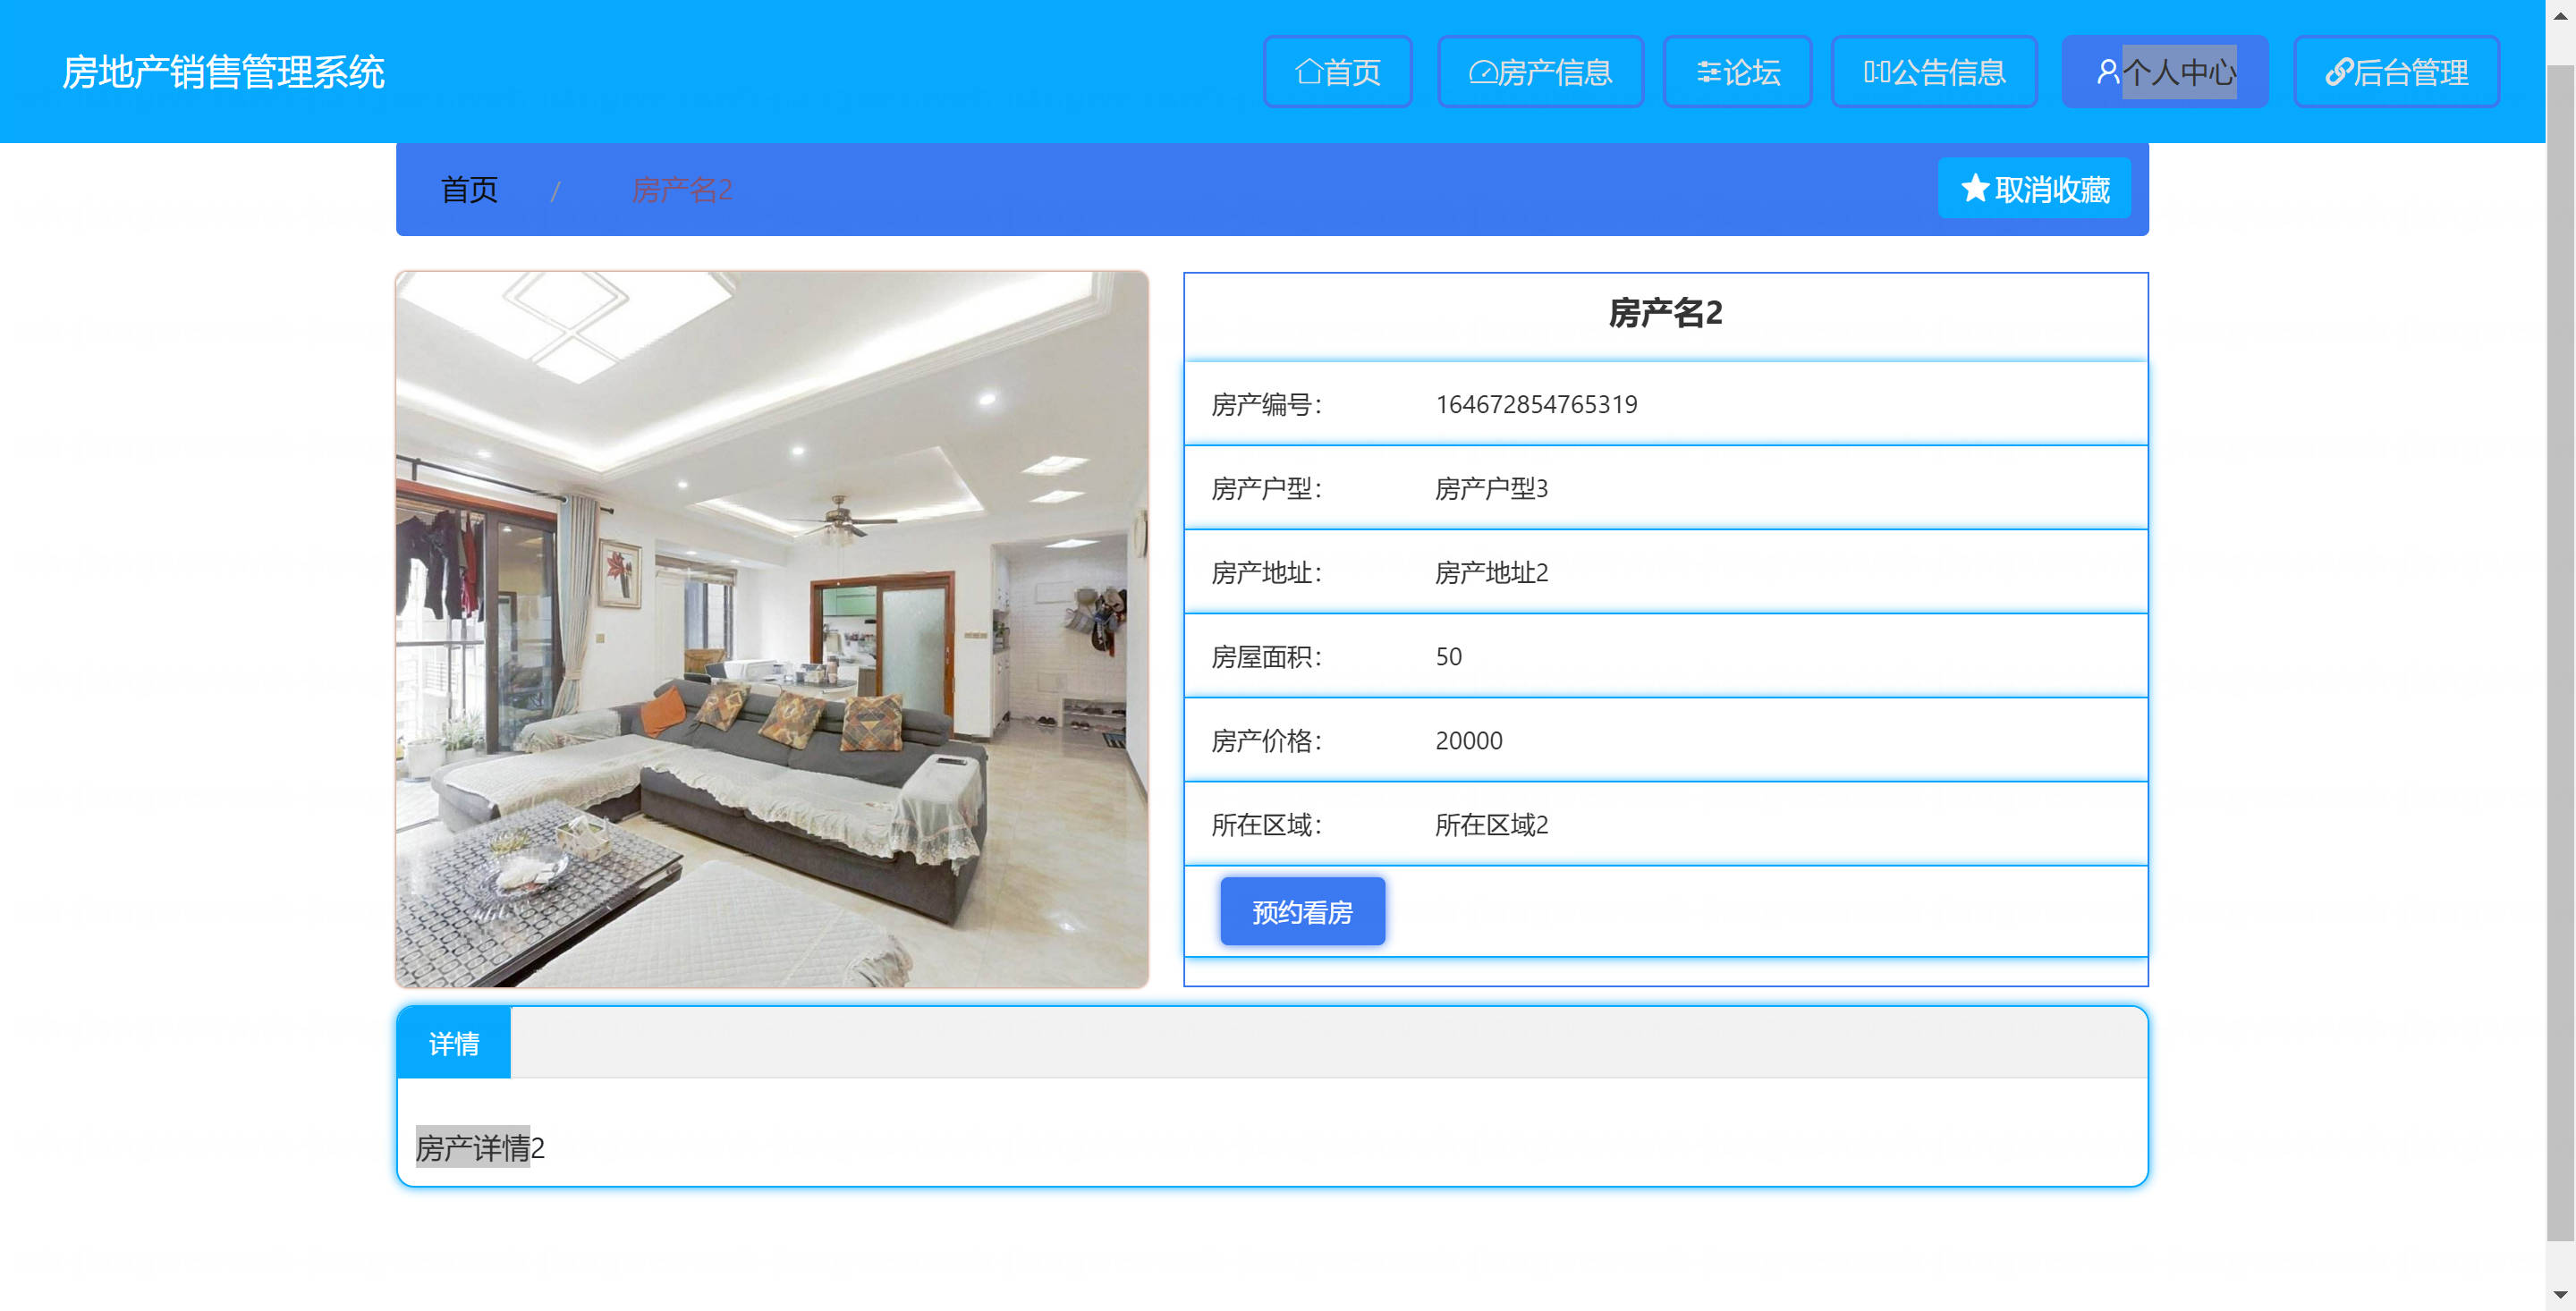 房地产销售管理系统
首页 房产信息 论坛 公告信息 个人中心 后台管理
首页 / 房产名2
取消收藏
房产名2
房产编号： 164672854765319
房产户型： 房产户型3
房产地址： 房产地址2
房屋面积： 50
房产价格： 20000
所在区域： 所在区域2
预约看房
详情
房产详情2